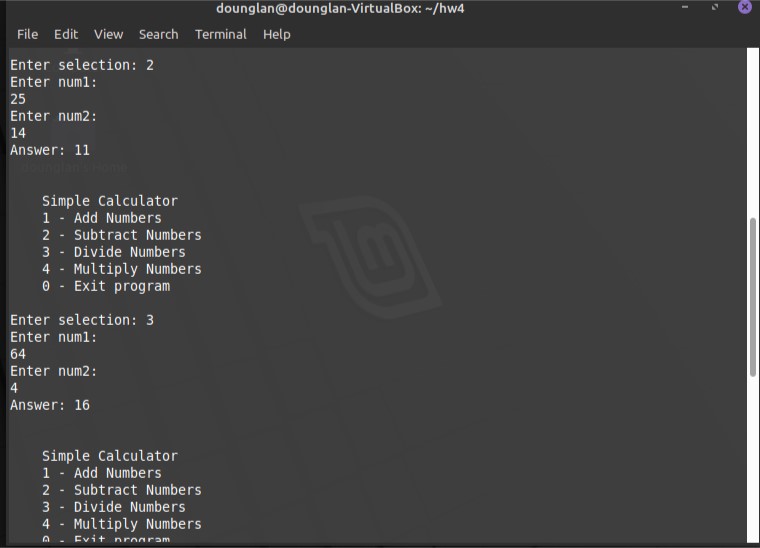 dounglan@dounglan-VirtualBox: ~/hw4
File Edit View Search Terminal Help
Enter selection: 2
Enter num1:
25
Enter num2:
14
Answer: 11
Simple Calculator
1 - Add Numbers
2 - Subtract Numbers
3 - Divide Numbers
4 - Multiply Numbers
0 - Exit program
Enter selection: 3
Enter num1:
64
Enter num2:
4
Answer: 16
Simple Calculator
1 - Add Numbers
2 - Subtract Numbers
3 - Divide Numbers
4 - Multiply Numbers
0 - Exit program